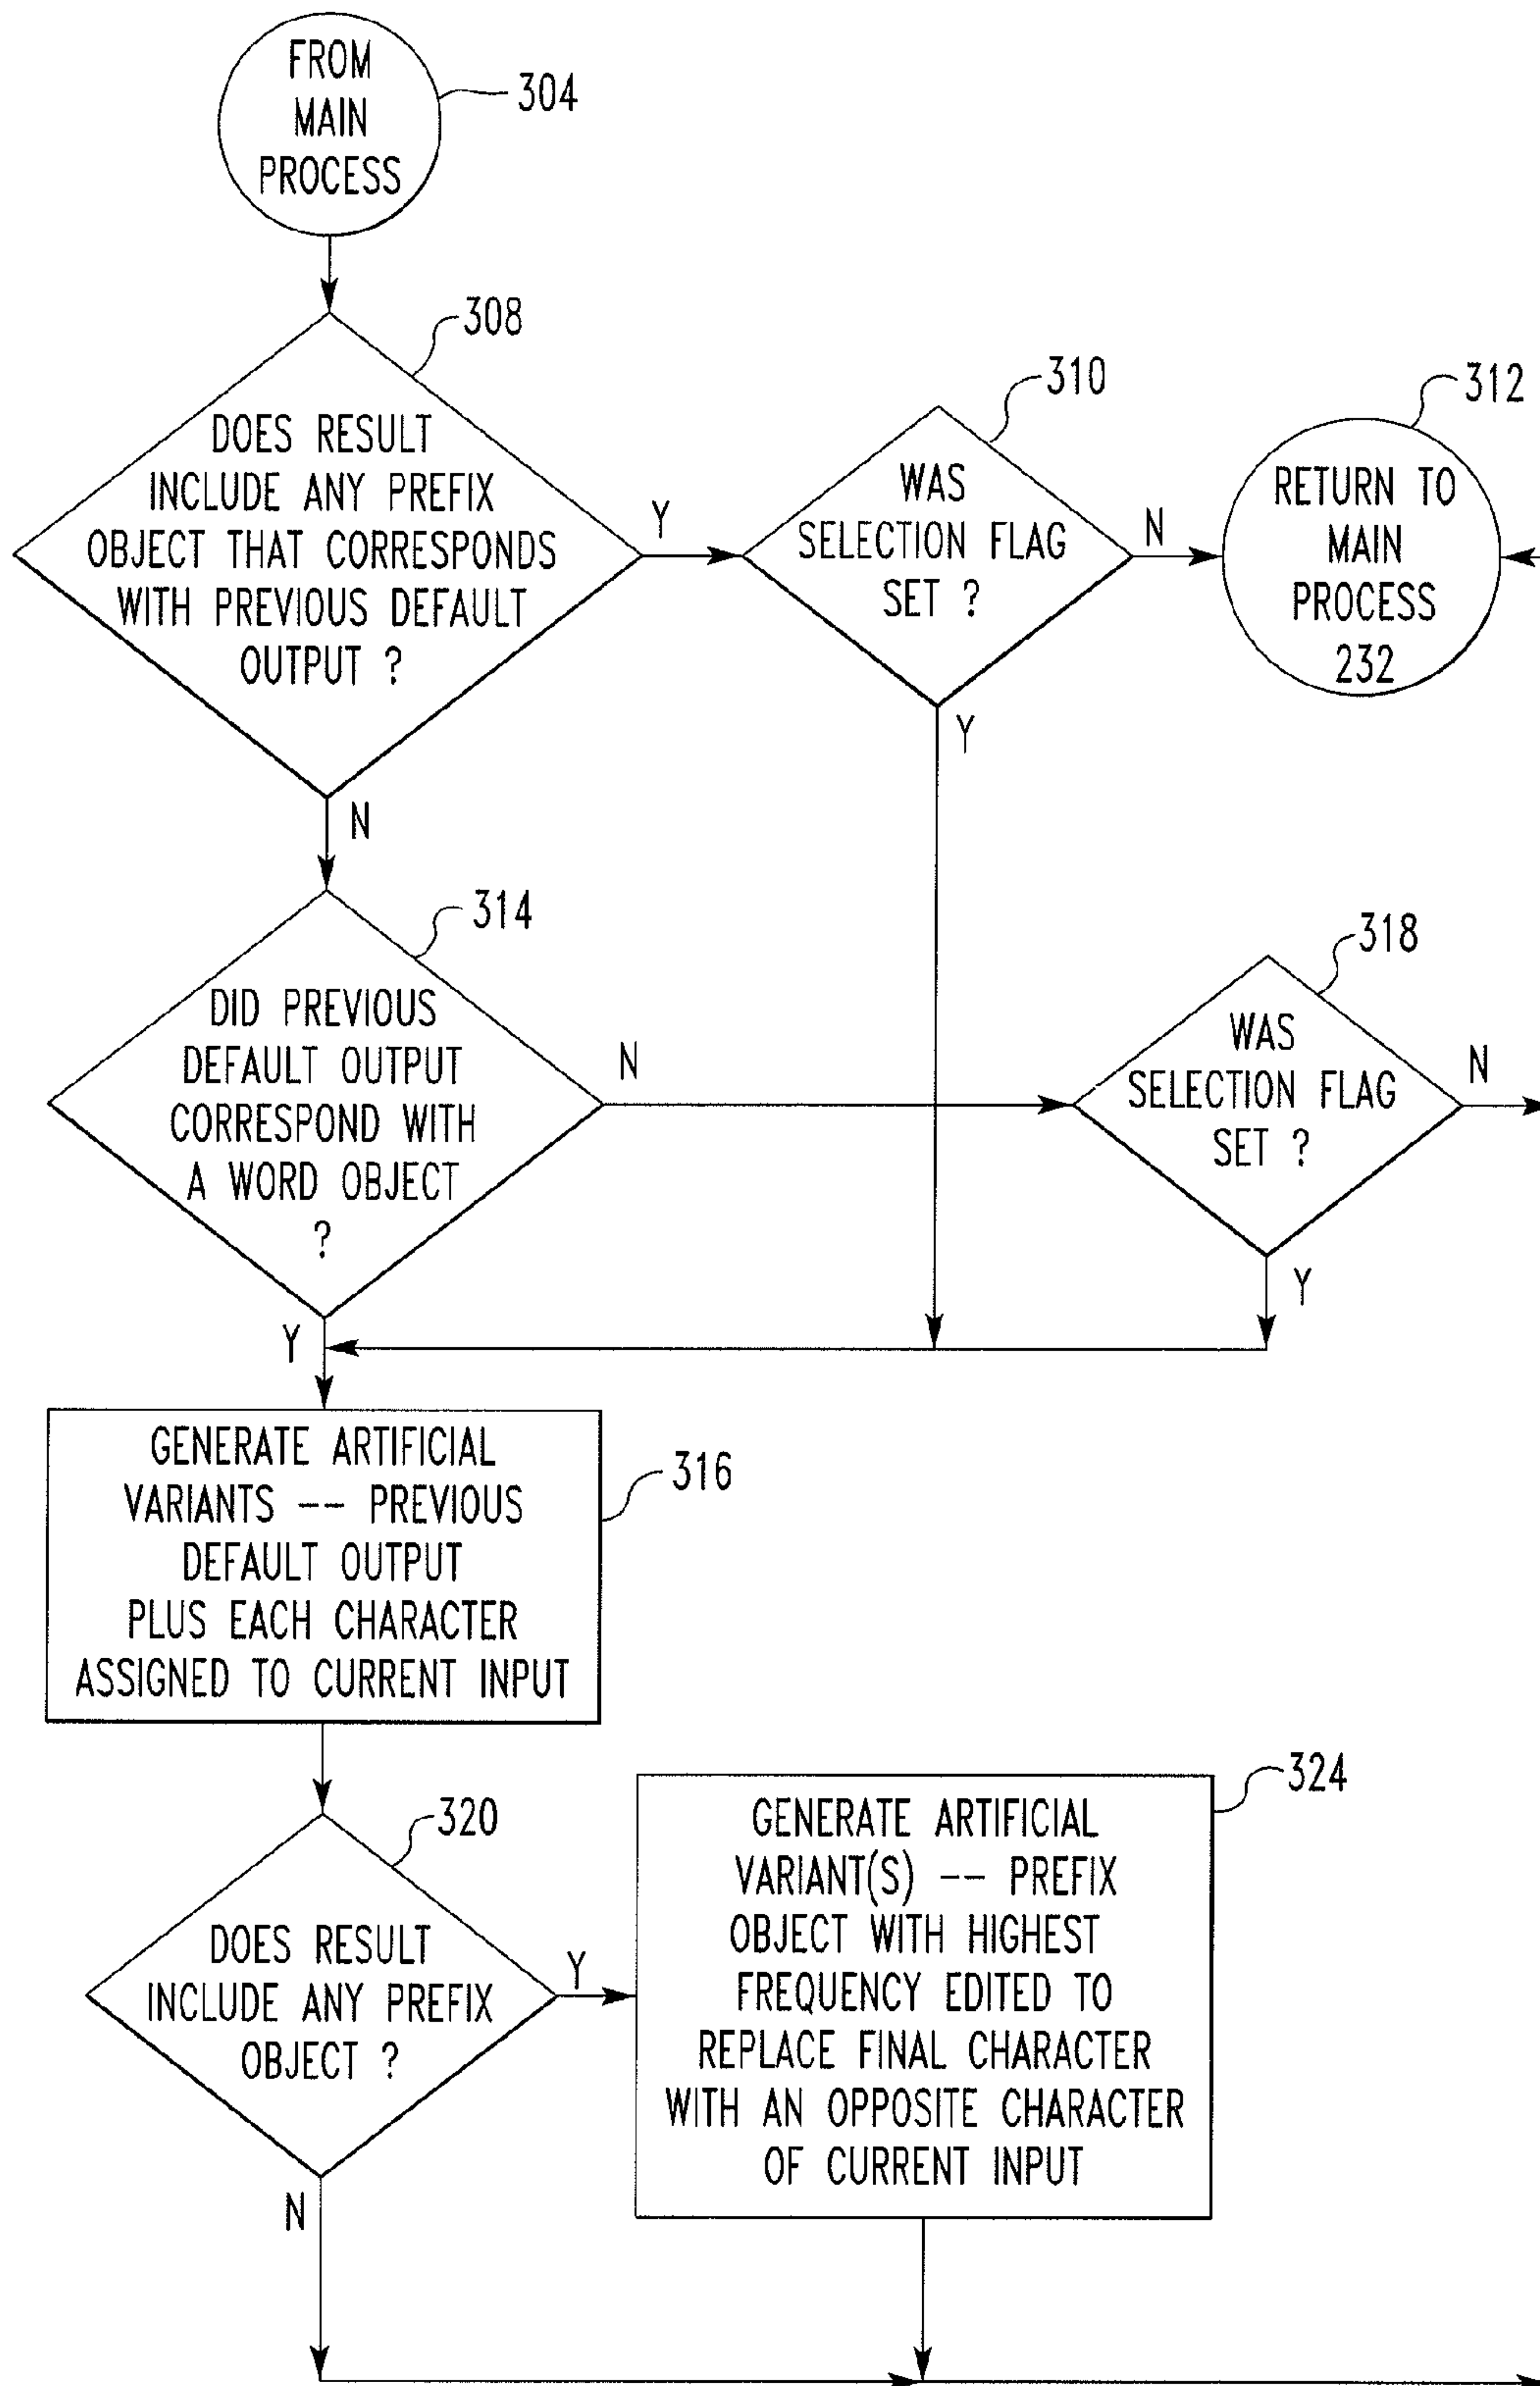 FROM
MAIN
PROCESS
304
308
DOES RESULT
INCLUDE ANY PREFIX
OBJECT THAT CORRESPONDS
WITH PREVIOUS DEFAULT
OUTPUT ?
Y
N
310
WAS
SELECTION FLAG
SET ?
N
Y
312
RETURN TO
MAIN
PROCESS
232
314
DID PREVIOUS
DEFAULT OUTPUT
CORRESPOND WITH
A WORD OBJECT
?
N
Y
318
WAS
SELECTION FLAG
SET ?
N
Y
GENERATE ARTIFICIAL
VARIANTS -- PREVIOUS
DEFAULT OUTPUT
PLUS EACH CHARACTER
ASSIGNED TO CURRENT INPUT
316
320
DOES RESULT
INCLUDE ANY PREFIX
OBJECT ?
Y
N
324
GENERATE ARTIFICIAL
VARIANT(S) -- PREFIX
OBJECT WITH HIGHEST
FREQUENCY EDITED TO
REPLACE FINAL CHARACTER
WITH AN OPPOSITE CHARACTER
OF CURRENT INPUT